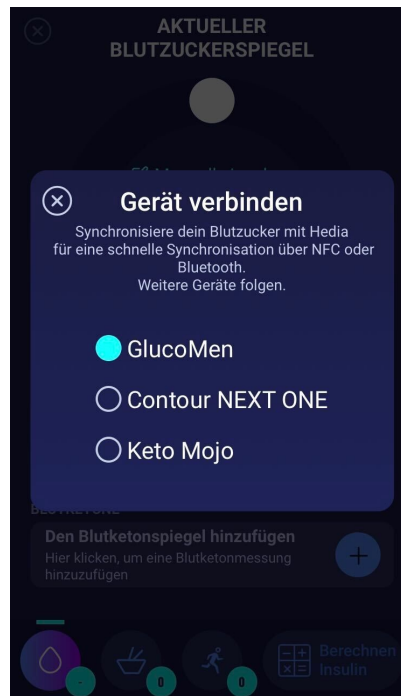 AKTUELLER
BLUTZUCKERSPIEGEL
Gerät verbinden
Synchronisiere dein Blutzucker mit Hedia
für eine schnelle Synchronisation über NFC oder
Bluetooth.
Weitere Geräte folgen.
GlucoMen
Contour NEXT ONE
Keto Mojo
Den Blutketonspiegel hinzufügen
Hier klicken, um eine Blutketonmessung
hinzuzufügen
-
0
0
Berechnen
Insulin